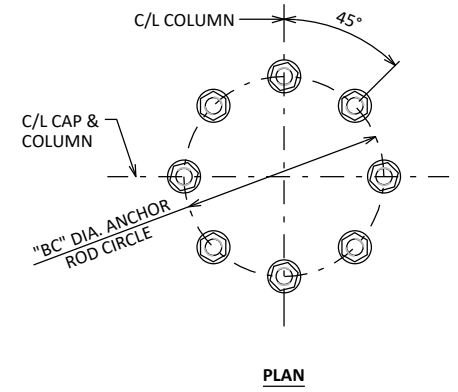 C/L COLUMN
45°
C/L CAP &
COLUMN
"BC" DIA. ANCHOR
ROD CIRCLE
PLAN